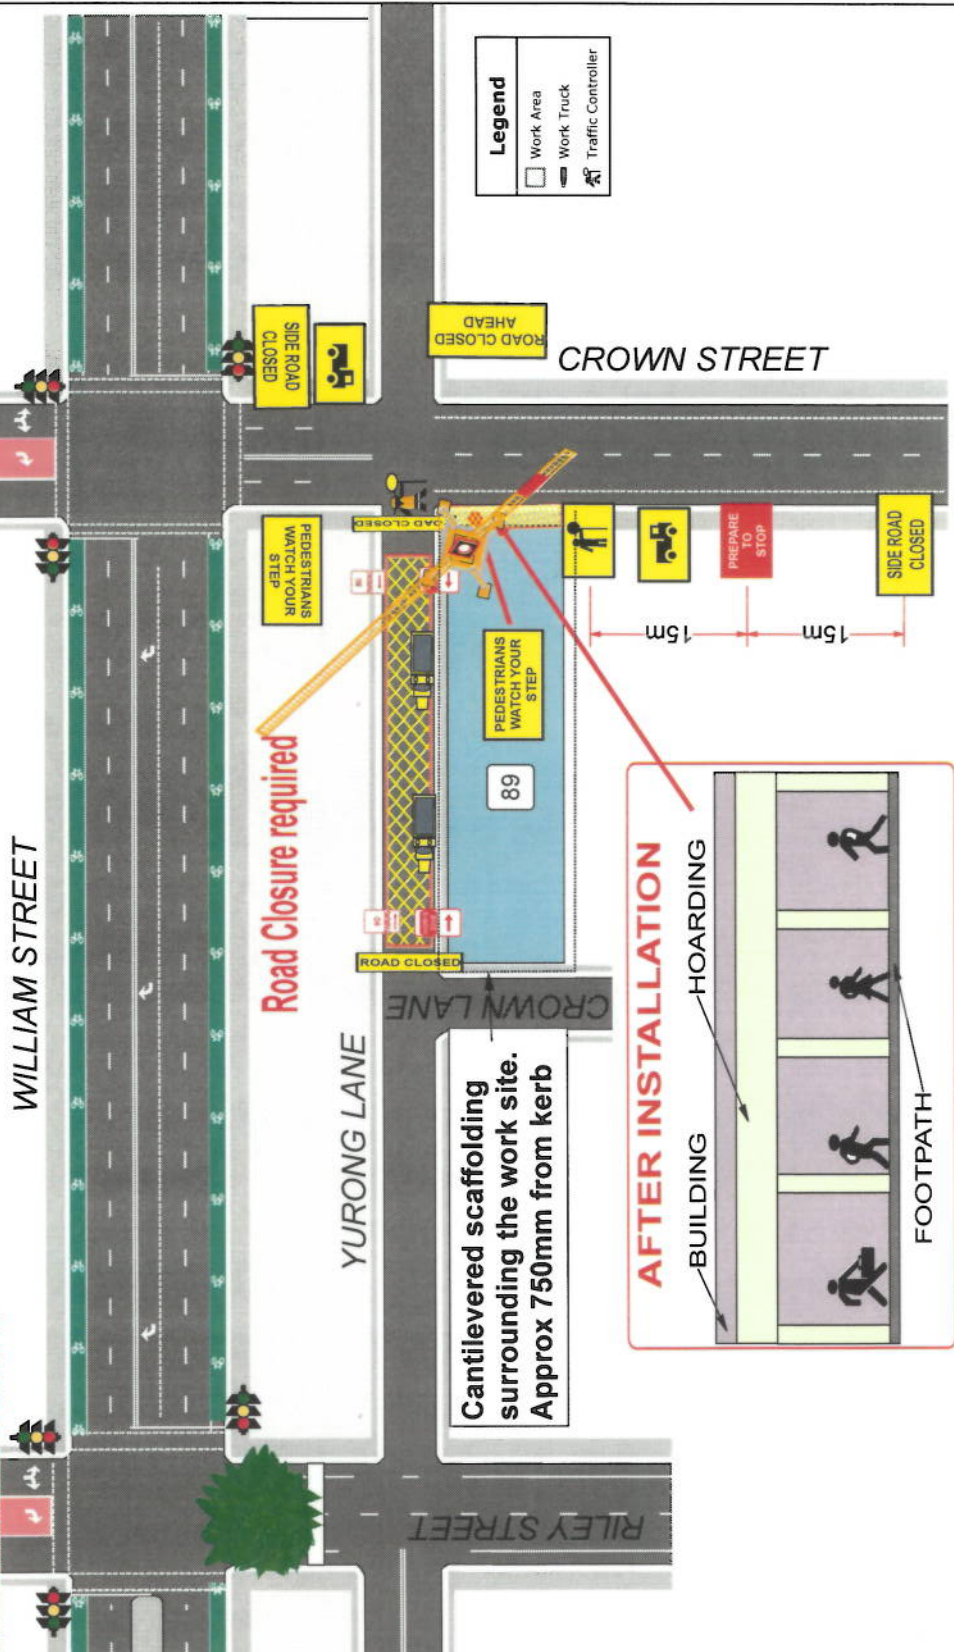 WILLIAM STREET
Legend
Work Area
Work Truck
Traffic Controller
SIDE ROAD
CLOSED
ROAD CLOSED
AHEAD
CROWN STREET
PEDESTRIANS
WATCH YOUR
STEP
OAD CLOSED
OAD CLOSED
PREPARE
TO
STOP
SIDE ROAD
CLOSED
15m
15m
PEDESTRIANS
WATCH YOUR
STEP
89
Road Closure required
ROAD CLOSED
CROWN LANE
YURONG LANE
Cantilevered scaffolding
surrounding the work site.
Approx 750mm from kerb
RILEY STREET
AFTER INSTALLATION
BUILDING
HOARDING
FOOTPATH